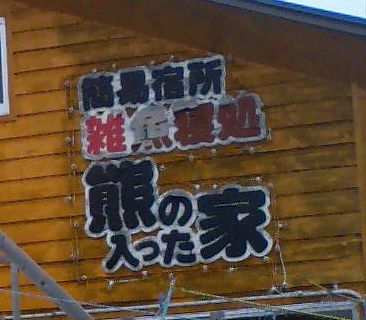 簡易宿所
雑魚寝処
熊の
入った家